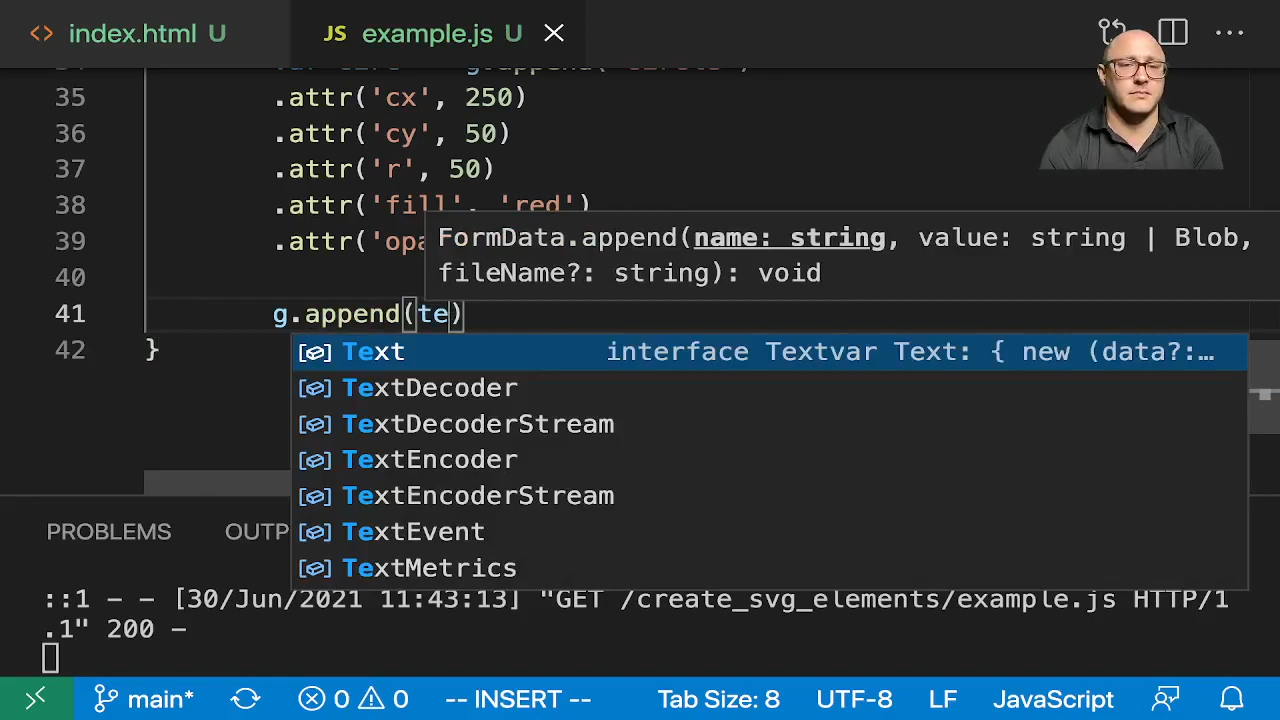 index.html U
JS example.js U
35 .attr('cx', 250)
36 .attr('cy', 50)
37 .attr('r', 50)
38 .attr('fill', 'red')
39 .attr('opa
FormData.append(name: string, value: string | Blob,
fileName?: string): void
40
41 g.append(te)
42 }
Text interface Textvar Text: { new (data?:…
TextDecoder
TextDecoderStream
TextEncoder
TextEncoderStream
TextEvent
TextMetrics
PROBLEMS OUTP
::1 - - [30/Jun/2021 11:43:13] "GET /create_svg_elements/example.js HTTP/1
.1" 200 -
main* 0 0 -- INSERT -- Tab Size: 8 UTF-8 LF JavaScript